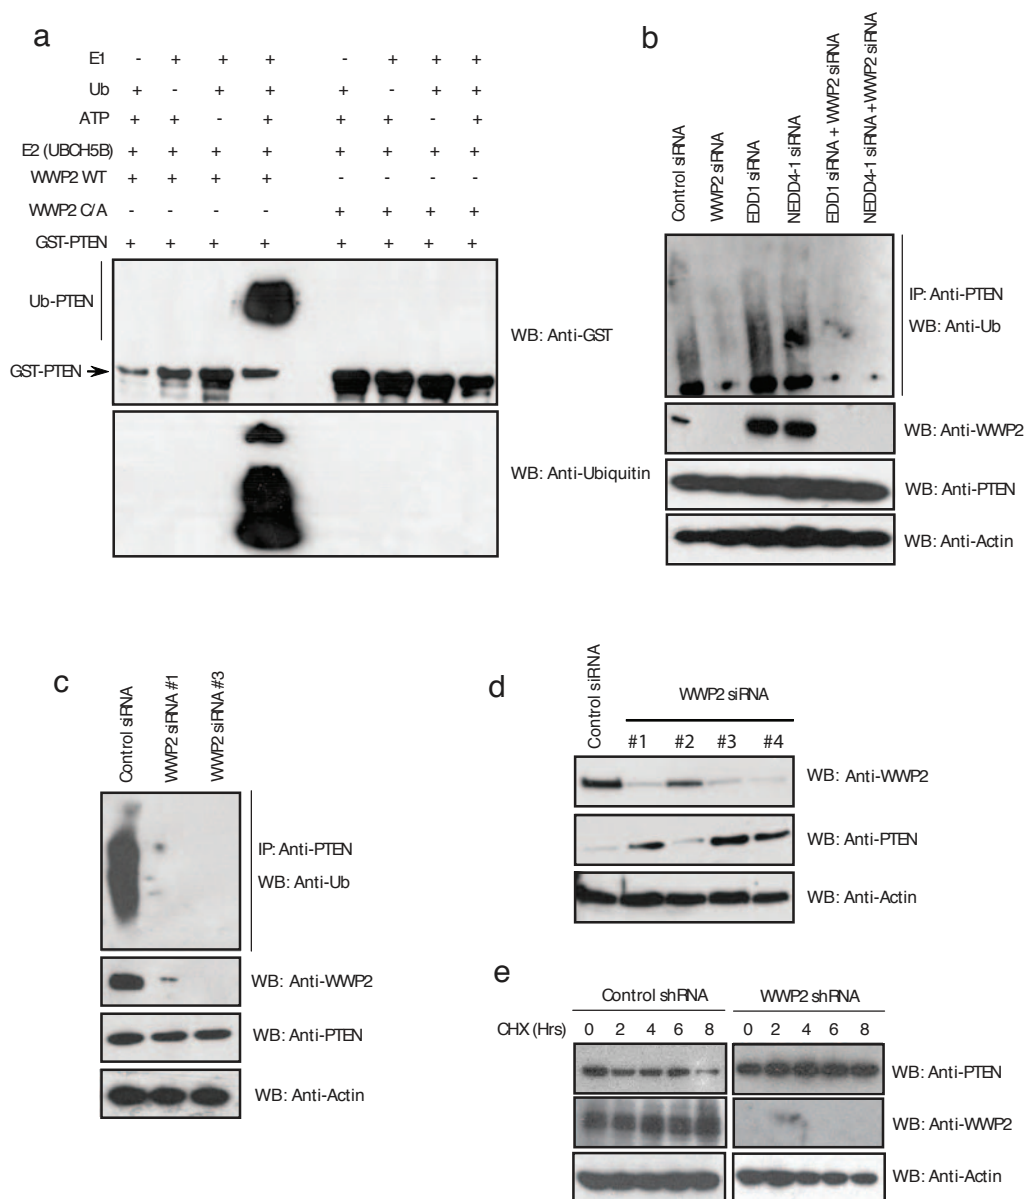 a
E1 - + + + - + + +
Ub + - + + + - + +
ATP + + - + + + - +
E2 (UBCH5B) + + + + + + + +
WWP2 WT + + + + - - - -
WWP2 C/A - - - - + + + +
GST-PTEN + + + + + + + +
Ub-PTEN
GST-PTEN
WB: Anti-GST
WB: Anti-Ubiquitin
b
Control siRNA
WWP2 siRNA
EDD1 siRNA
NEDD4-1 siRNA
EDD1 siRNA + WWP2 siRNA
NEDD4-1 siRNA + WWP2 siRNA
IP: Anti-PTEN
WB: Anti-Ub
WB: Anti-WWP2
WB: Anti-PTEN
WB: Anti-Actin
c
Control siRNA
WWP2 siRNA #1
WWP2 siRNA #3
IP: Anti-PTEN
WB: Anti-Ub
WB: Anti-WWP2
WB: Anti-PTEN
WB: Anti-Actin
d
Control siRNA
WWP2 siRNA
#1 #2 #3 #4
WB: Anti-WWP2
WB: Anti-PTEN
WB: Anti-Actin
e
Control shRNA WWP2 shRNA
CHX (Hrs) 0 2 4 6 8 0 2 4 6 8
WB: Anti-PTEN
WB: Anti-WWP2
WB: Anti-Actin